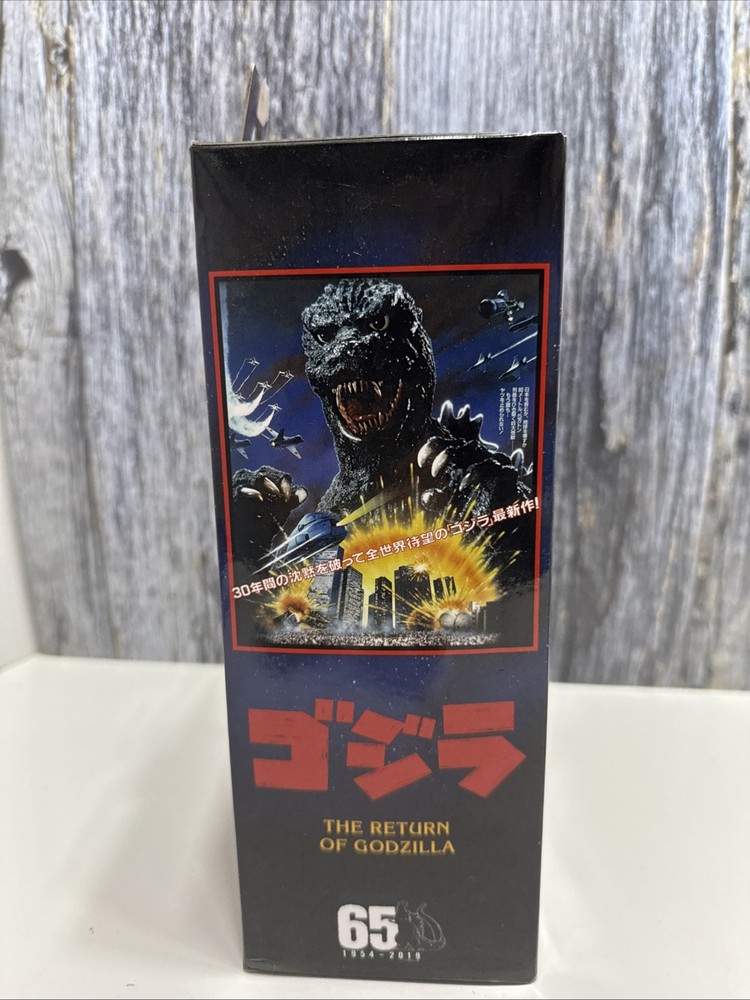 30年間の沈黙を破って全世界待望の「ゴジラ」最新作!
ゴジラ
THE RETURN
OF GODZILLA
65
1954-2019